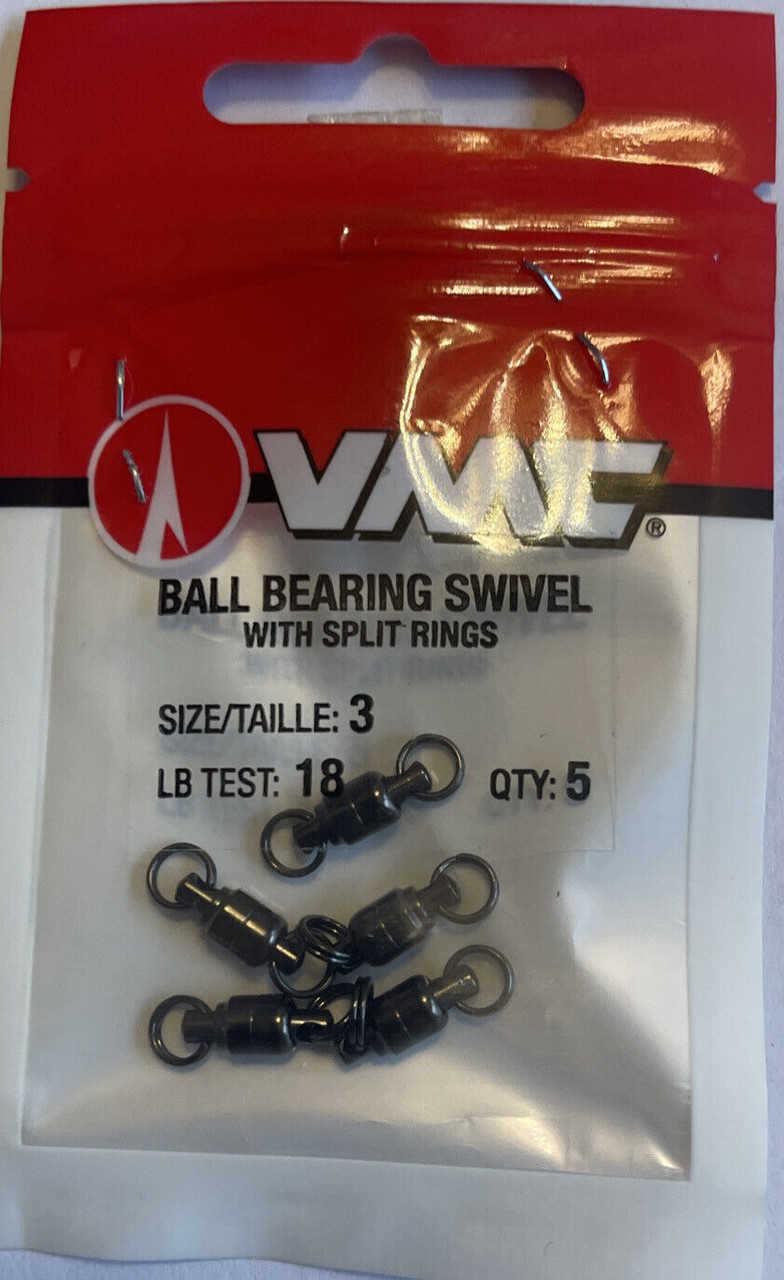 VMC®
BALL BEARING SWIVEL
WITH SPLIT RINGS
SIZE/TAILLE: 3
LB TEST: 18 QTY: 5